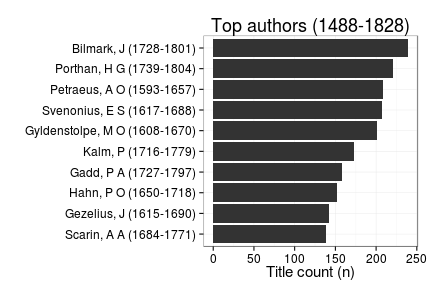 Top authors (1488-1828)
Bilmark, J (1728-1801)
Porthan, H G (1739-1804)
Petraeus, A O (1593-1657)
Svenonius, E S (1617-1688)
Gyldenstolpe, M O (1608-1670)
Kalm, P (1716-1779)
Gadd, P A (1727-1797)
Hahn, P O (1650-1718)
Gezelius, J (1615-1690)
Scarin, A A (1684-1771)
0 50 100 150 200 250
Title count (n)